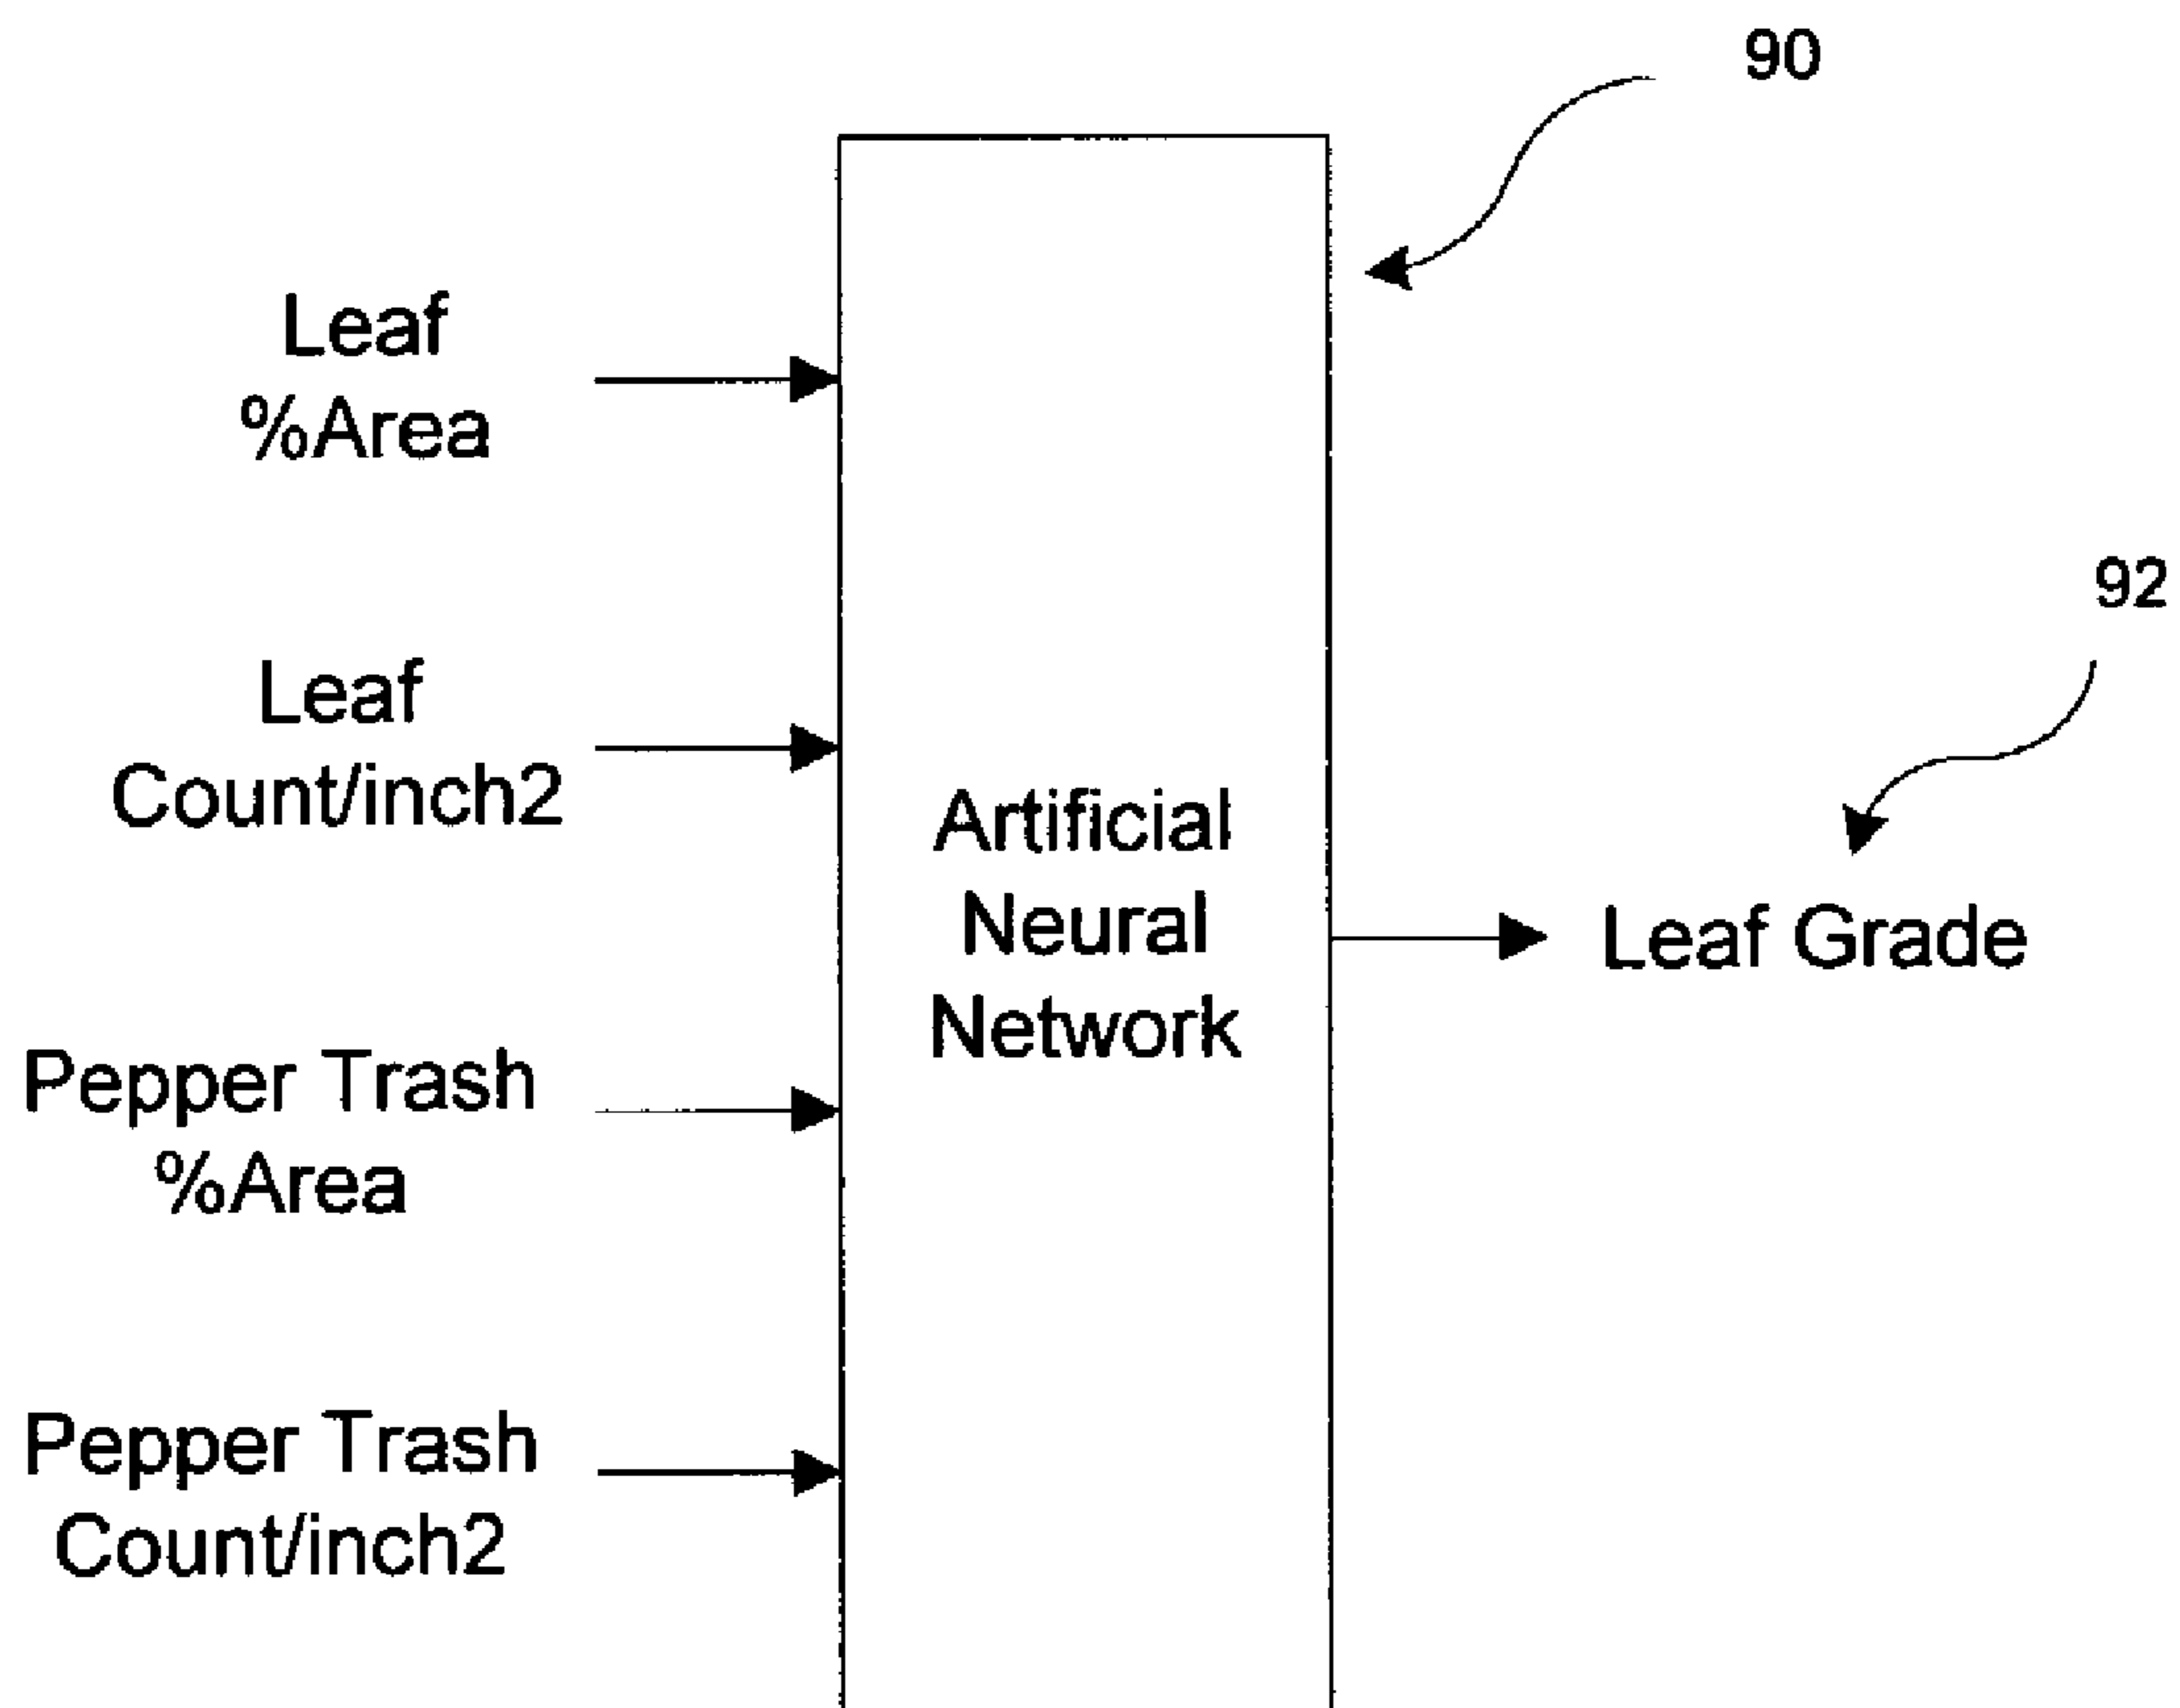 90
Leaf
%Area
92
Leaf
Count/inch2
Artificial
Neural
Network
Leaf Grade
Pepper Trash
%Area
Pepper Trash
Count/inch2